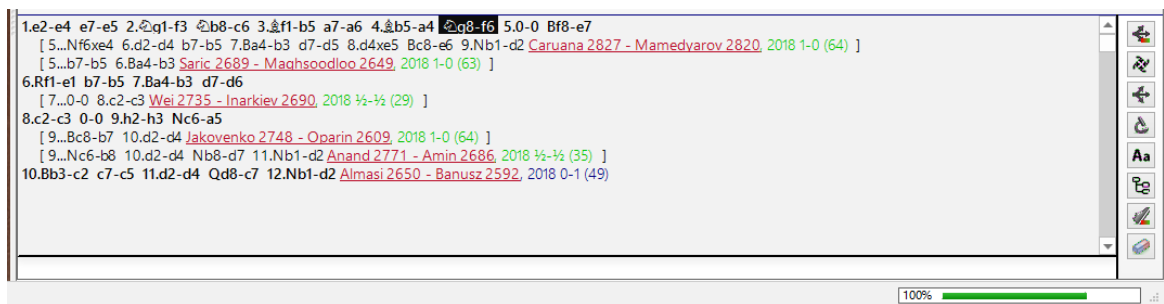 1.e2-e4 e7-e5 2.♘g1-f3 ♘b8-c6 3.♗f1-b5 a7-a6 4.♗b5-a4 ♘g8-f6 5.0-0 Bf8-e7
[ 5...Nf6xe4 6.d2-d4 b7-b5 7.Ba4-b3 d7-d5 8.d4xe5 Bc8-e6 9.Nb1-d2 Caruana 2827 - Mamedyarov 2820, 2018 1-0 (64) ]
[ 5...b7-b5 6.Ba4-b3 Saric 2689 - Maghsoodloo 2649, 2018 1-0 (63) ]
6.Rf1-e1 b7-b5 7.Ba4-b3 d7-d6
[ 7...0-0 8.c2-c3 Wei 2735 - Inarkiev 2690, 2018 ½-½ (29) ]
8.c2-c3 0-0 9.h2-h3 Nc6-a5
[ 9...Bc8-b7 10.d2-d4 Jakovenko 2748 - Oparin 2609, 2018 1-0 (64) ]
[ 9...Nc6-b8 10.d2-d4 Nb8-d7 11.Nb1-d2 Anand 2771 - Amin 2686, 2018 ½-½ (35) ]
10.Bb3-c2 c7-c5 11.d2-d4 Qd8-c7 12.Nb1-d2 Almasi 2650 - Banusz 2592, 2018 0-1 (49)
Aa
100%